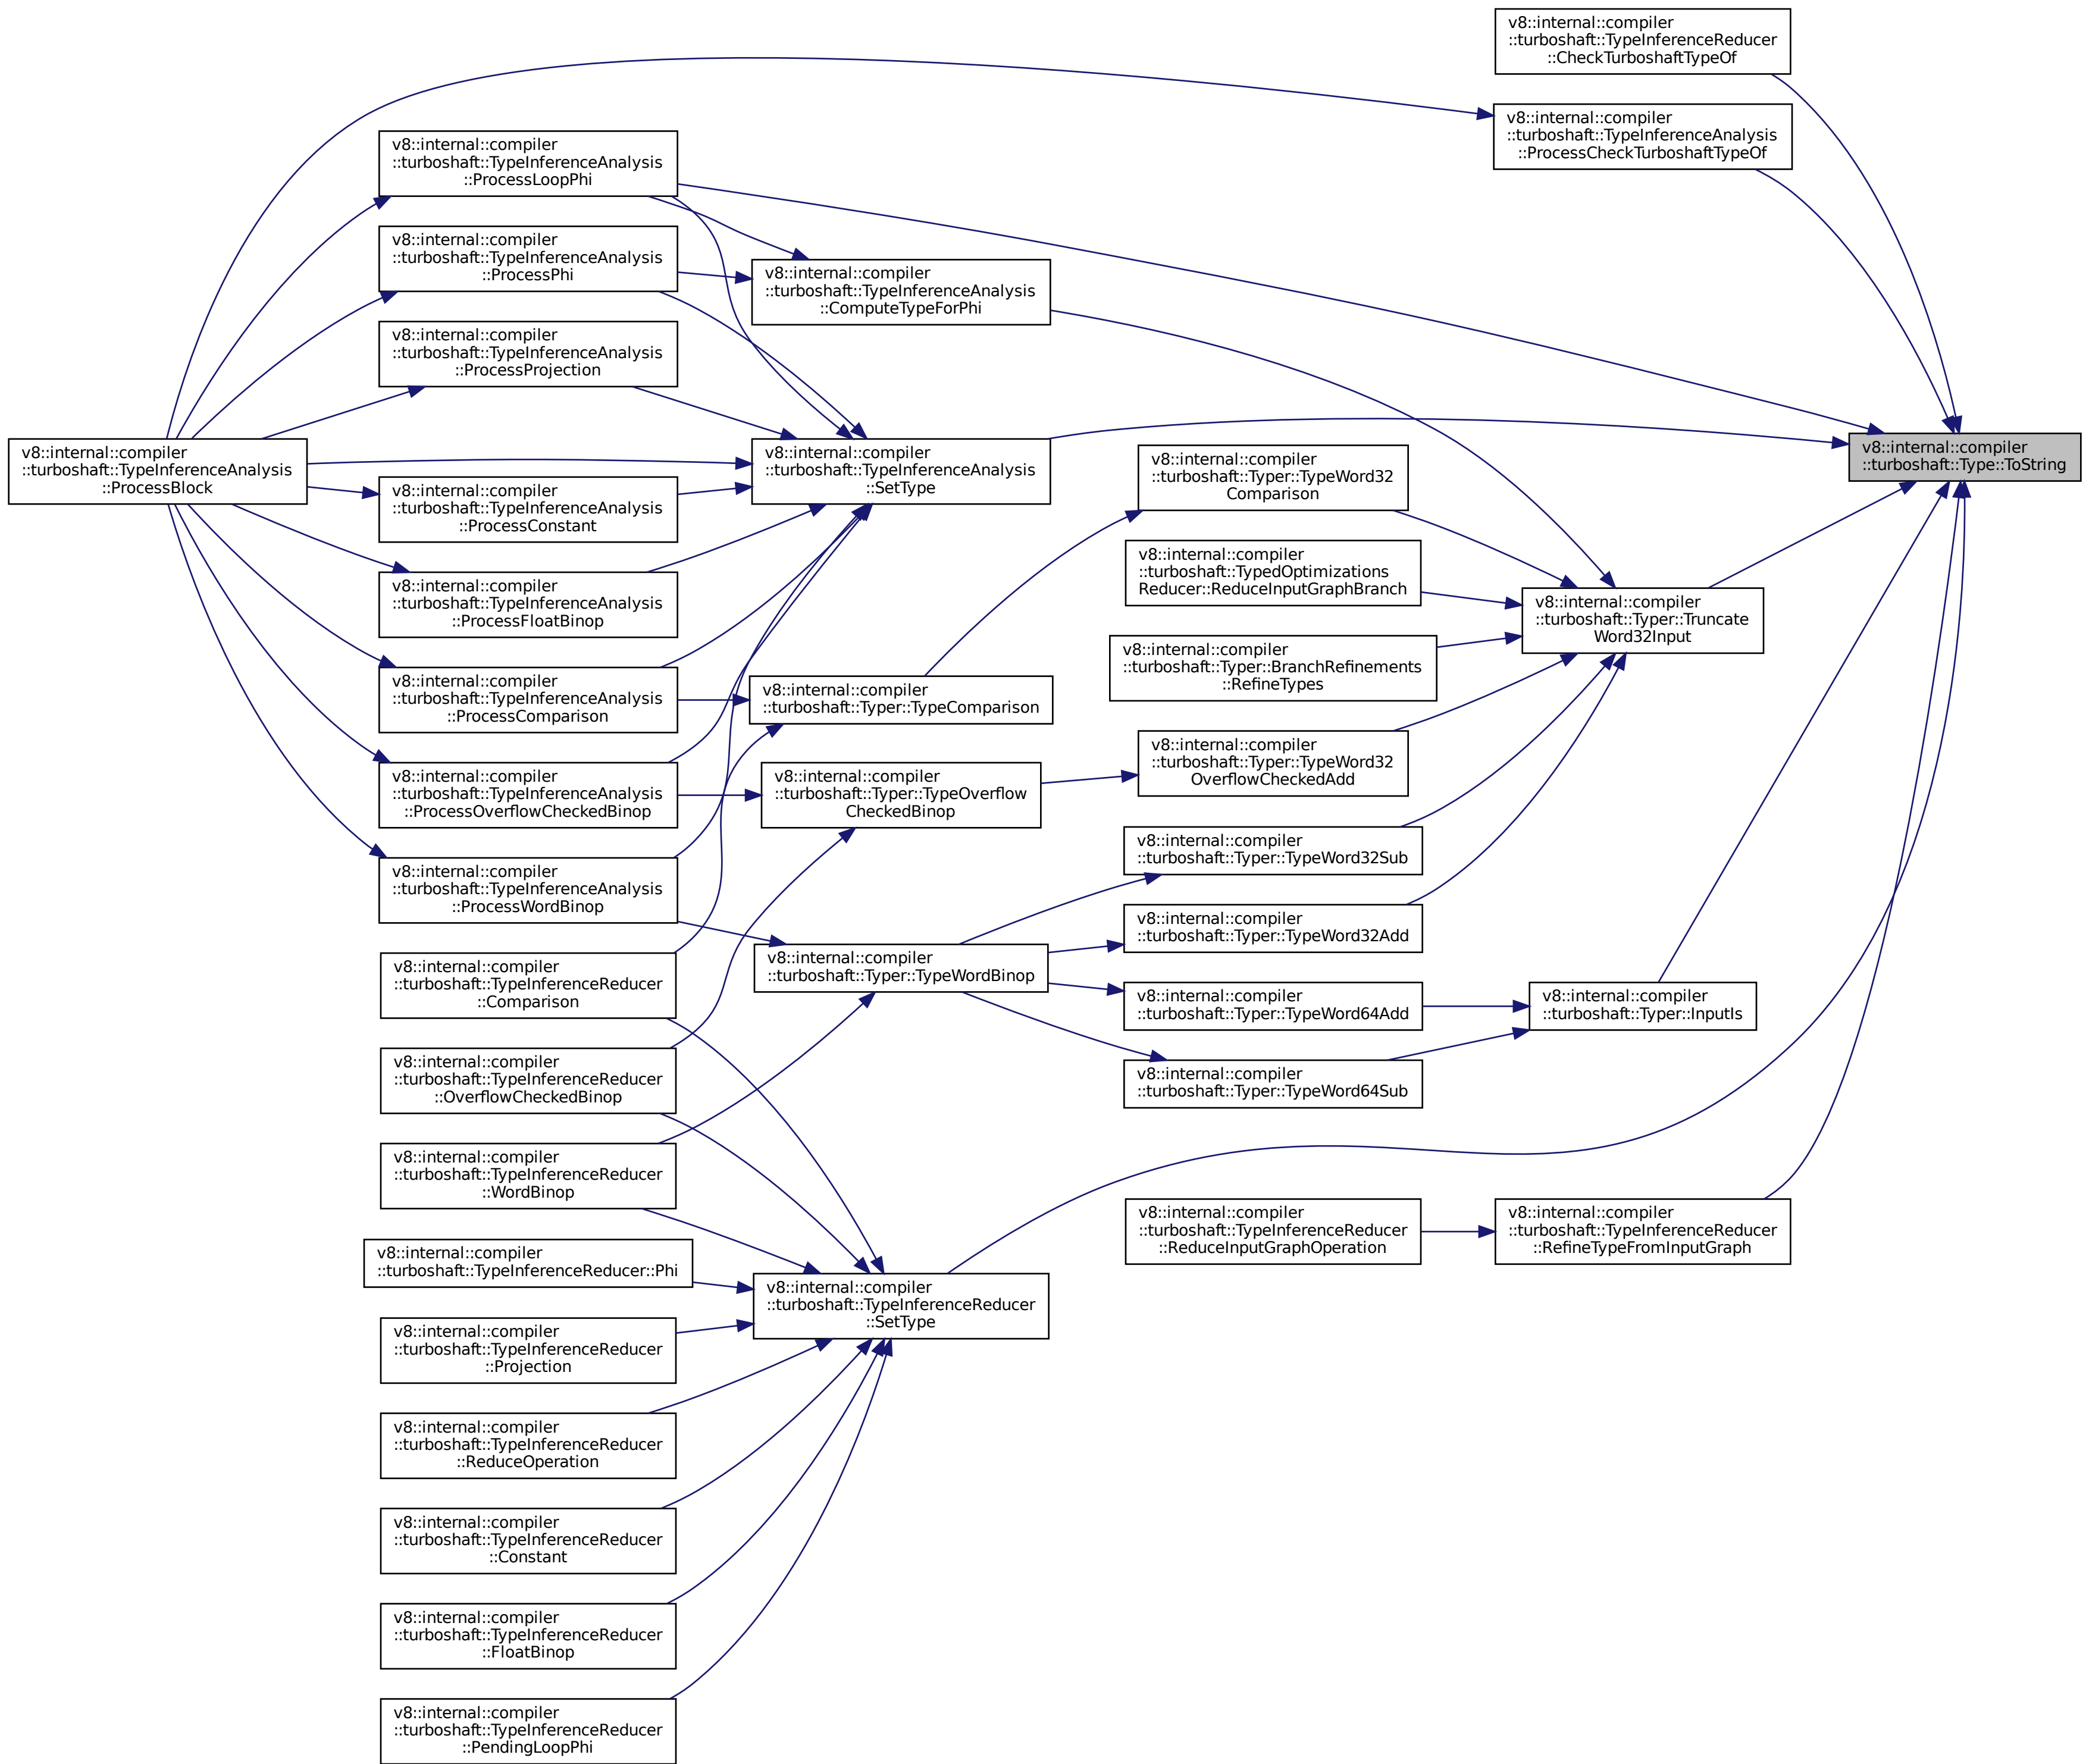 v8::internal::compiler
::turboshaft::TypeInferenceReducer
::CheckTurboshaftTypeOf
v8::internal::compiler
::turboshaft::TypeInferenceAnalysis
::ProcessCheckTurboshaftTypeOf
v8::internal::compiler
::turboshaft::TypeInferenceAnalysis
::ProcessLoopPhi
v8::internal::compiler
::turboshaft::TypeInferenceAnalysis
::ProcessPhi
v8::internal::compiler
::turboshaft::TypeInferenceAnalysis
::ComputeTypeForPhi
v8::internal::compiler
::turboshaft::TypeInferenceAnalysis
::ProcessProjection
v8::internal::compiler
::turboshaft::Type::ToString
v8::internal::compiler
::turboshaft::TypeInferenceAnalysis
::ProcessBlock
v8::internal::compiler
::turboshaft::TypeInferenceAnalysis
::SetType
v8::internal::compiler
::turboshaft::Typer::TypeWord32
Comparison
v8::internal::compiler
::turboshaft::TypeInferenceAnalysis
::ProcessConstant
v8::internal::compiler
::turboshaft::TypedOptimizations
Reducer::ReduceInputGraphBranch
v8::internal::compiler
::turboshaft::TypeInferenceAnalysis
::ProcessFloatBinop
v8::internal::compiler
::turboshaft::Typer::Truncate
Word32Input
v8::internal::compiler
::turboshaft::Typer::BranchRefinements
::RefineTypes
v8::internal::compiler
::turboshaft::TypeInferenceAnalysis
::ProcessComparison
v8::internal::compiler
::turboshaft::Typer::TypeComparison
v8::internal::compiler
::turboshaft::Typer::TypeWord32
OverflowCheckedAdd
v8::internal::compiler
::turboshaft::TypeInferenceAnalysis
::ProcessOverflowCheckedBinop
v8::internal::compiler
::turboshaft::Typer::TypeOverflow
CheckedBinop
v8::internal::compiler
::turboshaft::Typer::TypeWord32Sub
v8::internal::compiler
::turboshaft::TypeInferenceAnalysis
::ProcessWordBinop
v8::internal::compiler
::turboshaft::Typer::TypeWord32Add
v8::internal::compiler
::turboshaft::Typer::TypeWordBinop
v8::internal::compiler
::turboshaft::TypeInferenceReducer
::Comparison
v8::internal::compiler
::turboshaft::Typer::TypeWord64Add
v8::internal::compiler
::turboshaft::Typer::InputIs
v8::internal::compiler
::turboshaft::TypeInferenceReducer
::OverflowCheckedBinop
v8::internal::compiler
::turboshaft::Typer::TypeWord64Sub
v8::internal::compiler
::turboshaft::TypeInferenceReducer
::WordBinop
v8::internal::compiler
::turboshaft::TypeInferenceReducer
::ReduceInputGraphOperation
v8::internal::compiler
::turboshaft::TypeInferenceReducer
::RefineTypeFromInputGraph
v8::internal::compiler
::turboshaft::TypeInferenceReducer::Phi
v8::internal::compiler
::turboshaft::TypeInferenceReducer
::SetType
v8::internal::compiler
::turboshaft::TypeInferenceReducer
::Projection
v8::internal::compiler
::turboshaft::TypeInferenceReducer
::ReduceOperation
v8::internal::compiler
::turboshaft::TypeInferenceReducer
::Constant
v8::internal::compiler
::turboshaft::TypeInferenceReducer
::FloatBinop
v8::internal::compiler
::turboshaft::TypeInferenceReducer
::PendingLoopPhi